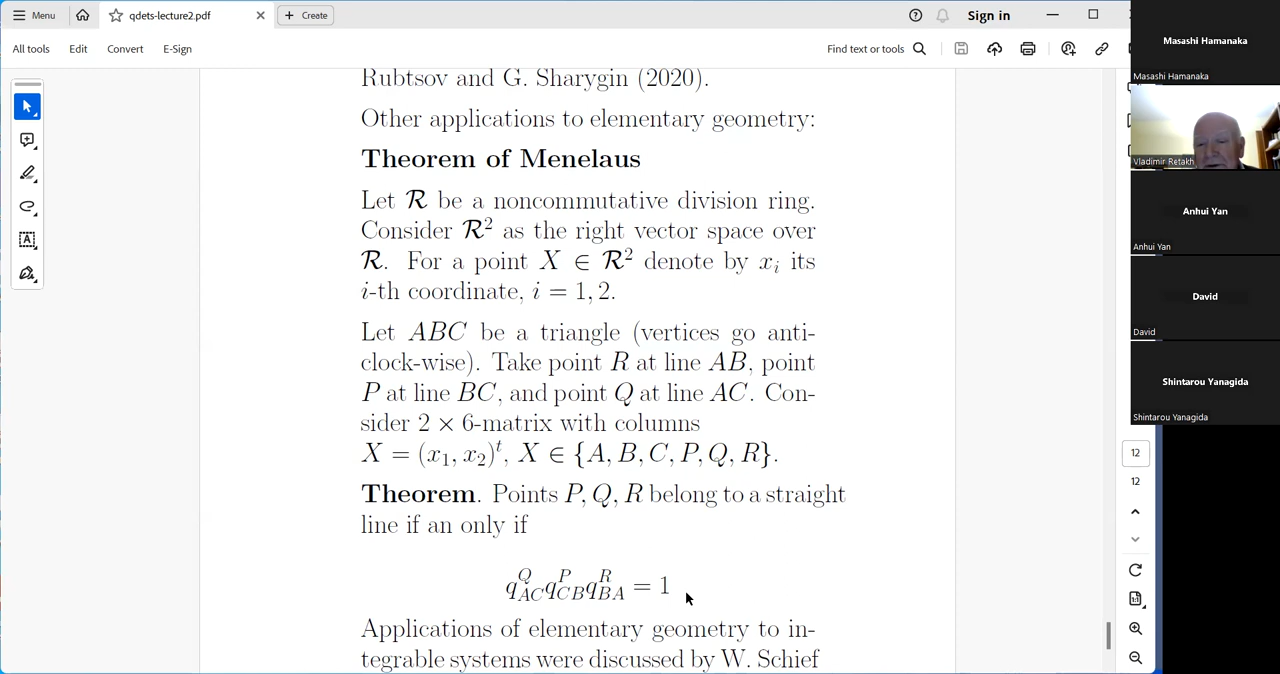 Menu
qdets-lecture2.pdf
Create
Sign in
All tools
Edit
Convert
E-Sign
Find text or tools
Rubtsov and G. Sharygin (2020).
Other applications to elementary geometry:
Theorem of Menelaus
Let 𝓡 be a noncommutative division ring.
Consider 𝓡² as the right vector space over
𝓡. For a point X ∈ 𝓡² denote by x_i its
i-th coordinate, i = 1, 2.
Let ABC be a triangle (vertices go anti-
clock-wise). Take point R at line AB, point
P at line BC, and point Q at line AC. Con-
sider 2 × 6-matrix with columns
X = (x₁, x₂)^t, X ∈ {A, B, C, P, Q, R}.
Theorem. Points P, Q, R belong to a straight
line if an only if
q^Q_{AC} q^P_{CB} q^R_{BA} = 1
Applications of elementary geometry to in-
tegrable systems were discussed by W. Schief
Masashi Hamanaka
Masashi Hamanaka
Vladimir Retakh
Anhui Yan
Anhui Yan
David
David
Shintarou Yanagida
Shintarou Yanagida
12
12